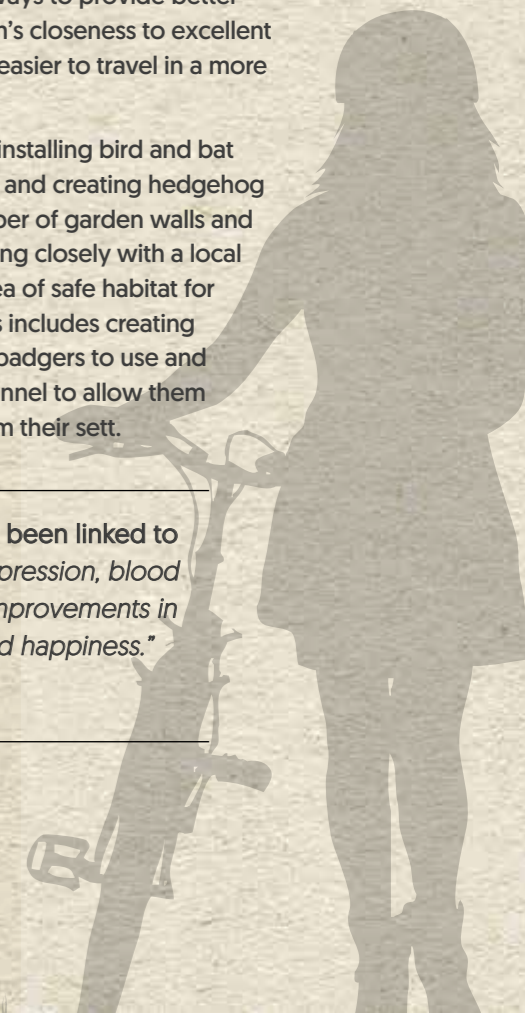 ways to provide better
n's closeness to excellent
easier to travel in a more
installing bird and bat
and creating hedgehog
ber of garden walls and
ng closely with a local
ea of safe habitat for
s includes creating
badgers to use and
nnel to allow them
m their sett.
been linked to
pression, blood
mprovements in
d happiness.”